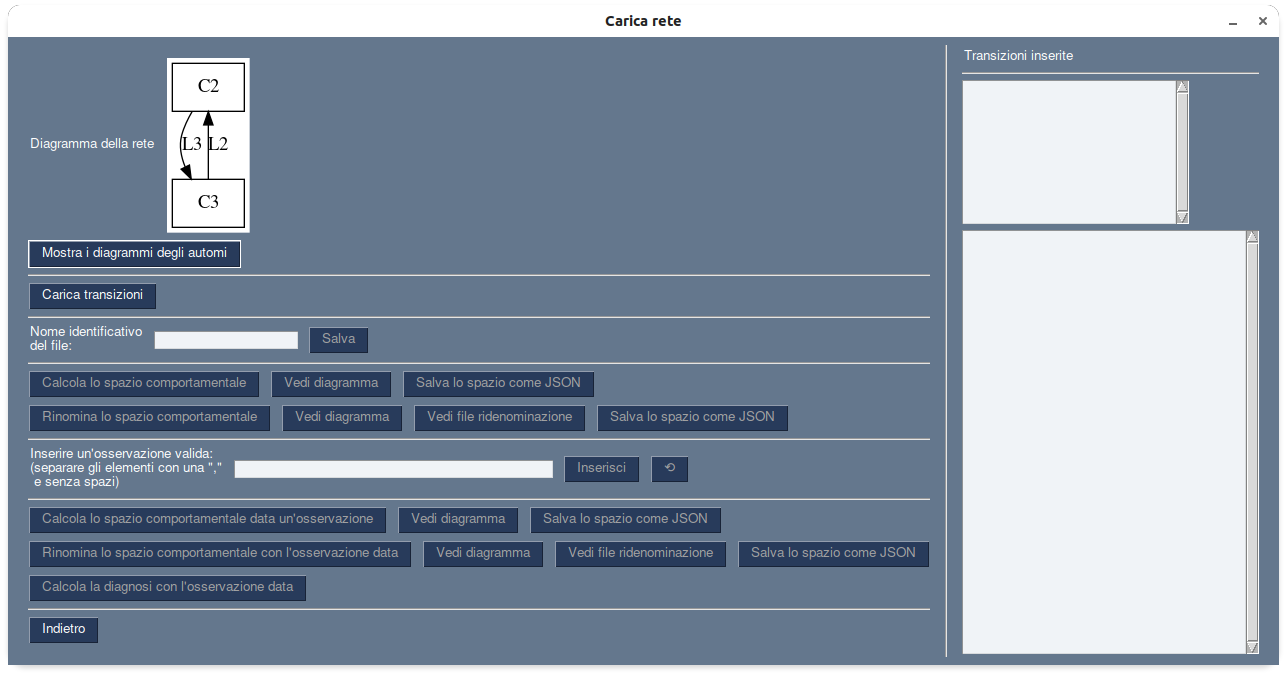 Carica rete
Diagramma della rete
C2
L3 L2
C3
Mostra i diagrammi degli automi
Carica transizioni
Nome identificativo
del file:
Salva
Calcola lo spazio comportamentale Vedi diagramma Salva lo spazio come JSON
Rinomina lo spazio comportamentale Vedi diagramma Vedi file ridenominazione Salva lo spazio come JSON
Inserire un'osservazione valida:
(separare gli elementi con una ","
e senza spazi)
Inserisci ⟲
Calcola lo spazio comportamentale data un'osservazione Vedi diagramma Salva lo spazio come JSON
Rinomina lo spazio comportamentale con l'osservazione data Vedi diagramma Vedi file ridenominazione Salva lo spazio come JSON
Calcola la diagnosi con l'osservazione data
Indietro
Transizioni inserite